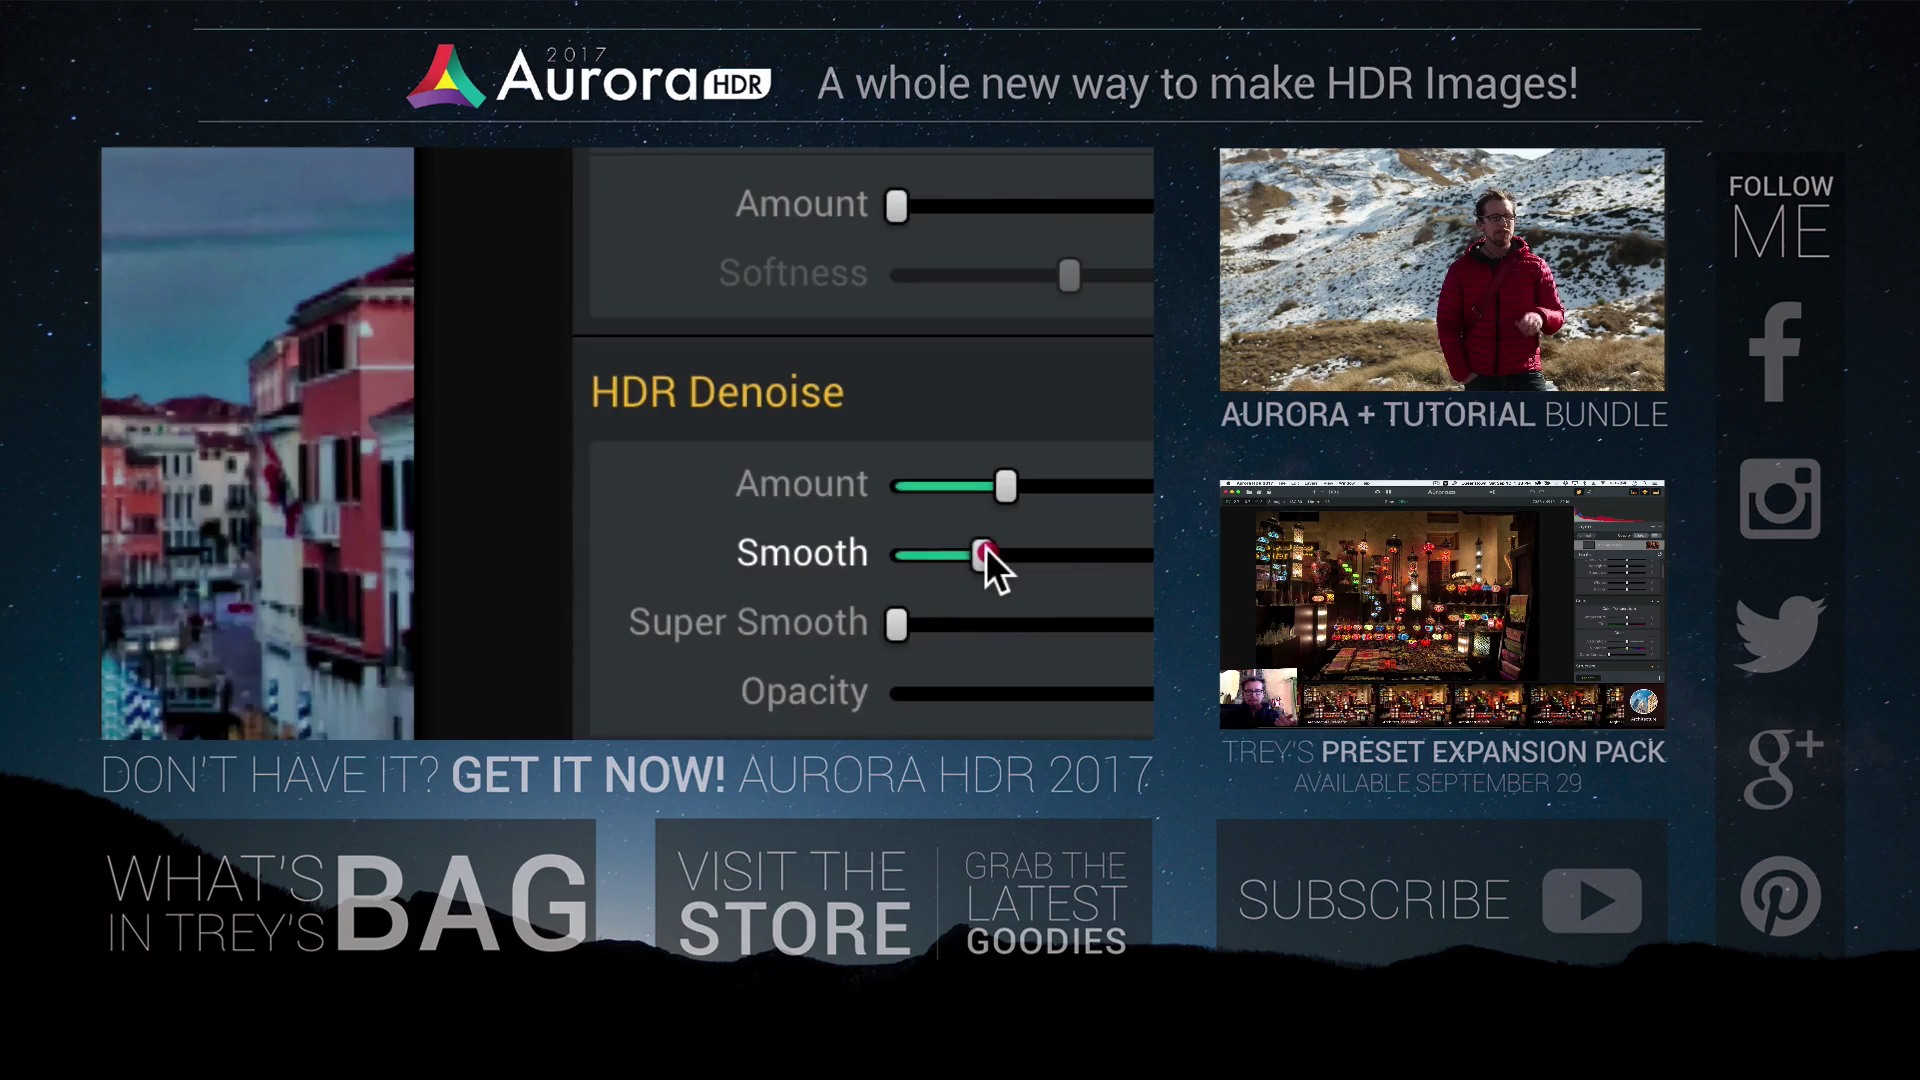 2017
Aurora HDR
A whole new way to make HDR Images!
Amount
Softness
HDR Denoise
Amount
Smooth
Super Smooth
Opacity
DON'T HAVE IT? GET IT NOW! AURORA HDR 2017
AURORA + TUTORIAL BUNDLE
TREY'S PRESET EXPANSION PACK
AVAILABLE SEPTEMBER 29
FOLLOW
ME
f
g+
WHAT'S
IN TREY'S
BAG
VISIT THE
STORE
GRAB THE
LATEST
GOODIES
SUBSCRIBE